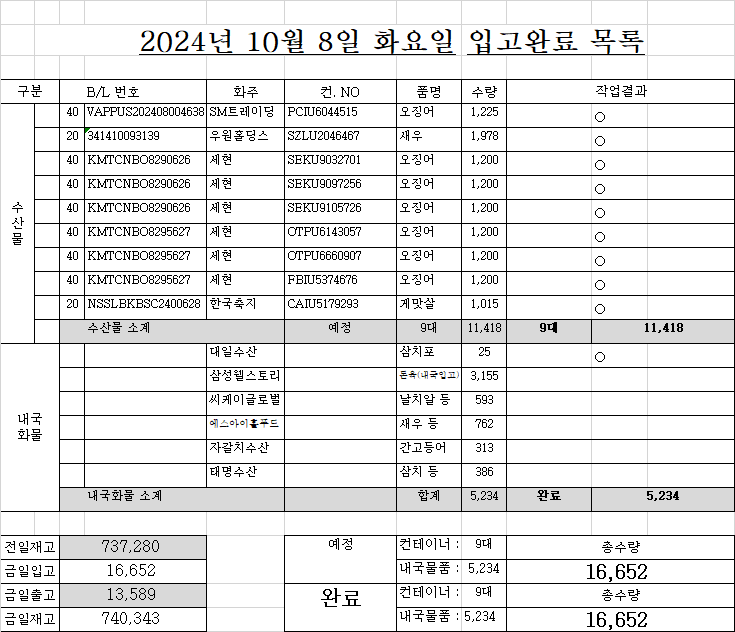 2024년 10월 8일 화요일 입고완료 목록
구분 B/L 번호 화주 컨. NO 품명 수량 작업결과
수산물
40 VAPPUS202408004638 SM트레이딩 PCIU6044515 오징어 1,225 ○
20 341410093139 우원홀딩스 SZLU2046467 새우 1,978 ○
40 KMTCNBO8290626 세현 SBKU9032701 오징어 1,200 ○
40 KMTCNBO8290626 세현 SBKU9097256 오징어 1,200 ○
40 KMTCNBO8290626 세현 SBKU9105726 오징어 1,200 ○
40 KMTCNBO8295627 세현 OTPU6143057 오징어 1,200 ○
40 KMTCNBO8295627 세현 OTPU6660907 오징어 1,200 ○
40 KMTCNBO8295627 세현 FBIU5374676 오징어 1,200 ○
20 NSSLBKBSC2400628 한국축지 CAIU5179293 게맛살 1,015 ○
수산물 소계 예정 9대 11,418 9대 11,418
내국
화물
대일수산 삼치포 25 ○
삼성웰스토리 돈육(내국입고) 3,155
씨케이글로벌 날치알 등 593
에스아이홀푸드 새우 등 762
자갈치수산 간고등어 313
태명수산 삼치 등 386
내국화물 소계 합계 5,234 완료 5,234
전일재고 737,280 예정 컨테이너 : 9대 총수량
금일입고 16,652 내국물품 : 5,234 16,652
금일출고 13,589 완료 컨테이너 : 9대 총수량
금일재고 740,343 내국물품 : 5,234 16,652